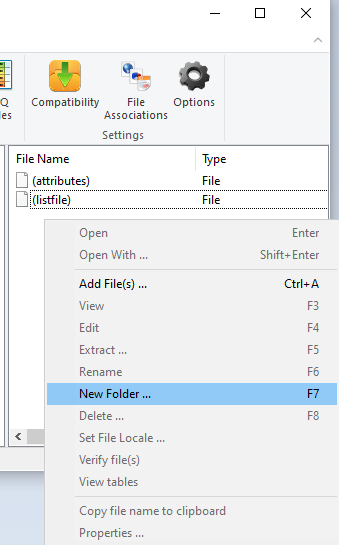 Q
les
Compatibility
File
Associations
Options
Settings
File Name Type
(attributes) File
(listfile) File
Open Enter
Open With ... Shift+Enter
Add File(s) ... Ctrl+A
View F3
Edit F4
Extract ... F5
Rename F6
New Folder ... F7
Delete ... F8
Set File Locale ...
Verify file(s)
View tables
Copy file name to clipboard
Properties ...